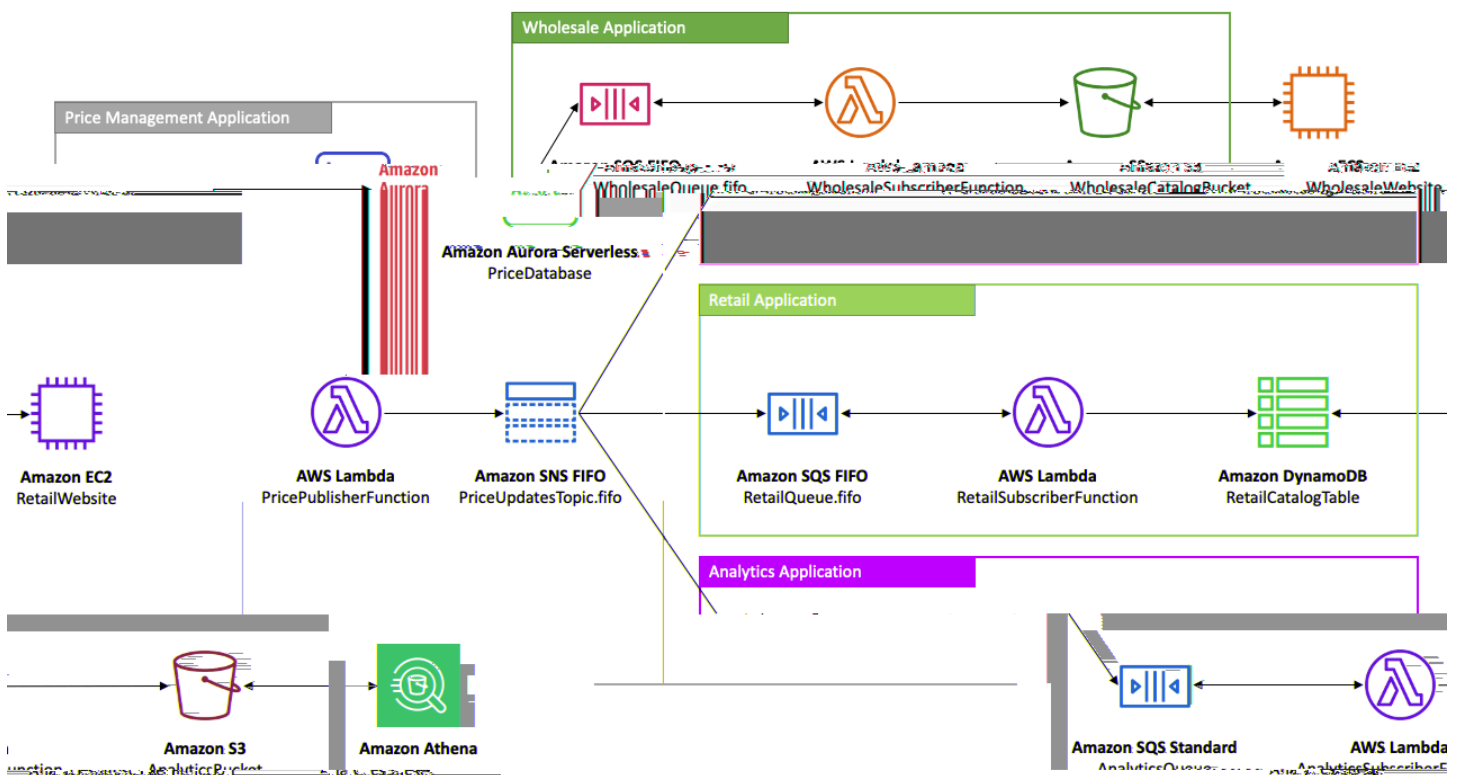 Wholesale Application
Price Management Application
Amazon
Aurora
WholesaleQueue.fifo
WholesaleSubscriberFunction
WholesaleCatalogBucket
WholesaleWebsite
Amazon Aurora Serverless
PriceDatabase
Retail Application
Amazon EC2
RetailWebsite
AWS Lambda
PricePublisherFunction
Amazon SNS FIFO
PriceUpdatesTopic.fifo
Amazon SQS FIFO
RetailQueue.fifo
AWS Lambda
RetailSubscriberFunction
Amazon DynamoDB
RetailCatalogTable
Analytics Application
Amazon S3
AnalyticsBucket
Amazon Athena
Amazon SQS Standard
AWS Lambda